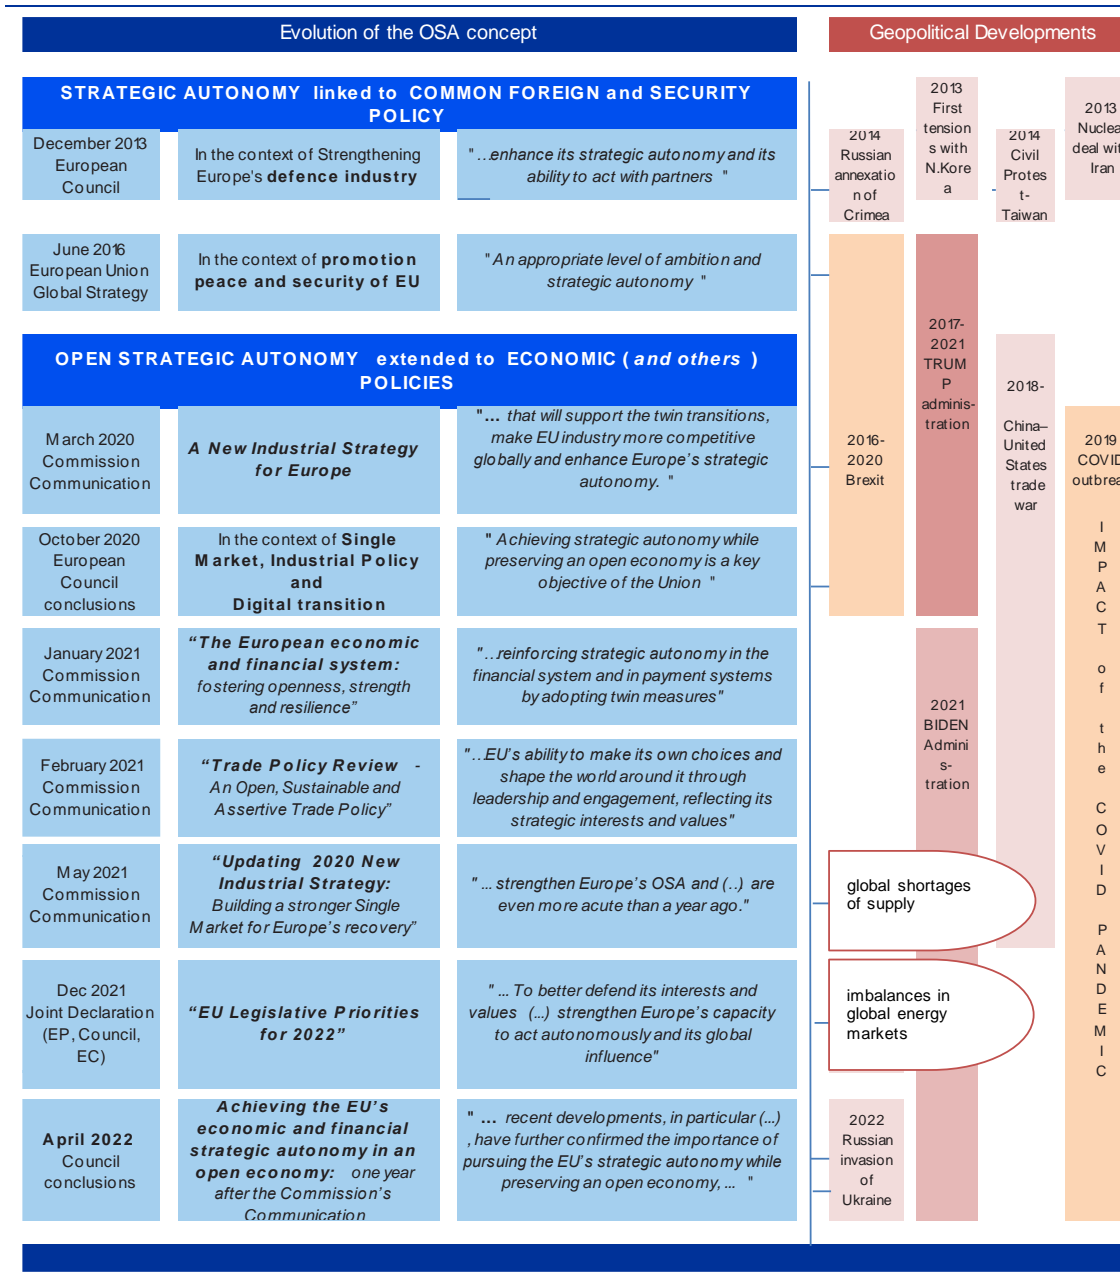 Evolution of the OSA concept
Geopolitical Developments
STRATEGIC AUTONOMY linked to COMMON FOREIGN and SECURITY
POLICY
December 2013
European
Council
In the context of Strengthening
Europe's defence industry
"…enhance its strategic autonomy and its
ability to act with partners "
2014
Russian
annexatio
n of
Crimea
2013
First
tension
s with
N.Kore
a
2014
Civil
Protes
t-
Taiwan
2013
Nuclea
deal wit
Iran
June 2016
European Union
Global Strategy
In the context of promotion
peace and security of EU
"An appropriate level of ambition and
strategic autonomy "
OPEN STRATEGIC AUTONOMY extended to ECONOMIC (and others )
POLICIES
March 2020
Commission
Communication
A New Industrial Strategy
for Europe
"… that will support the twin transitions,
make EU industry more competitive
globally and enhance Europe's strategic
autonomy. "
2016-
2020
Brexit
2017-
2021
TRUM
P
adminis-
tration
2018-
China–
United
States
trade
war
2019
COVID
outbrea
I
M
P
A
C
T
o
f
t
h
e
C
O
V
I
D
P
A
N
D
E
M
I
C
October 2020
European
Council
conclusions
In the context of Single
Market, Industrial Policy
and
Digital transition
" Achieving strategic autonomy while
preserving an open economy is a key
objective of the Union "
January 2021
Commission
Communication
“The European economic
and financial system:
fostering openness, strength
and resilience”
"…reinforcing strategic autonomy in the
financial system and in payment systems
by adopting twin measures"
2021
BIDEN
Admini
s-
tration
February 2021
Commission
Communication
“Trade Policy Review -
An Open, Sustainable and
Assertive Trade Policy”
"…EU's ability to make its own choices and
shape the world around it through
leadership and engagement, reflecting its
strategic interests and values"
May 2021
Commission
Communication
“Updating 2020 New
Industrial Strategy:
Building a stronger Single
Market for Europe's recovery”
" … strengthen Europe's OSA and (..) are
even more acute than a year ago."
global shortages
of supply
Dec 2021
Joint Declaration
(EP, Council,
EC)
“EU Legislative Priorities
for 2022”
" … To better defend its interests and
values (…) strengthen Europe's capacity
to act autonomously and its global
influence"
imbalances in
global energy
markets
April 2022
Council
conclusions
Achieving the EU's
economic and financial
strategic autonomy in an
open economy: one year
after the Commission's
Communication
" … recent developments, in particular (…)
, have further confirmed the importance of
pursuing the EU's strategic autonomy while
preserving an open economy, … "
2022
Russian
invasion
of
Ukraine